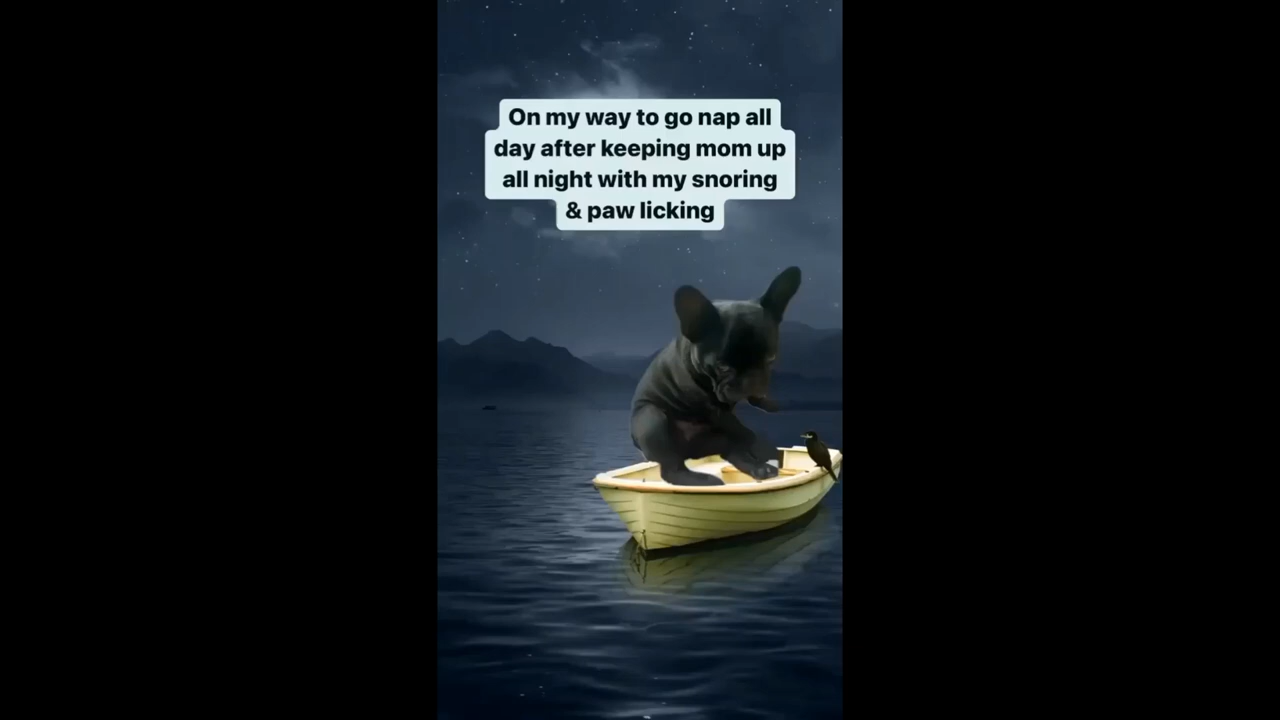 On my way to go nap all
day after keeping mom up
all night with my snoring
& paw licking